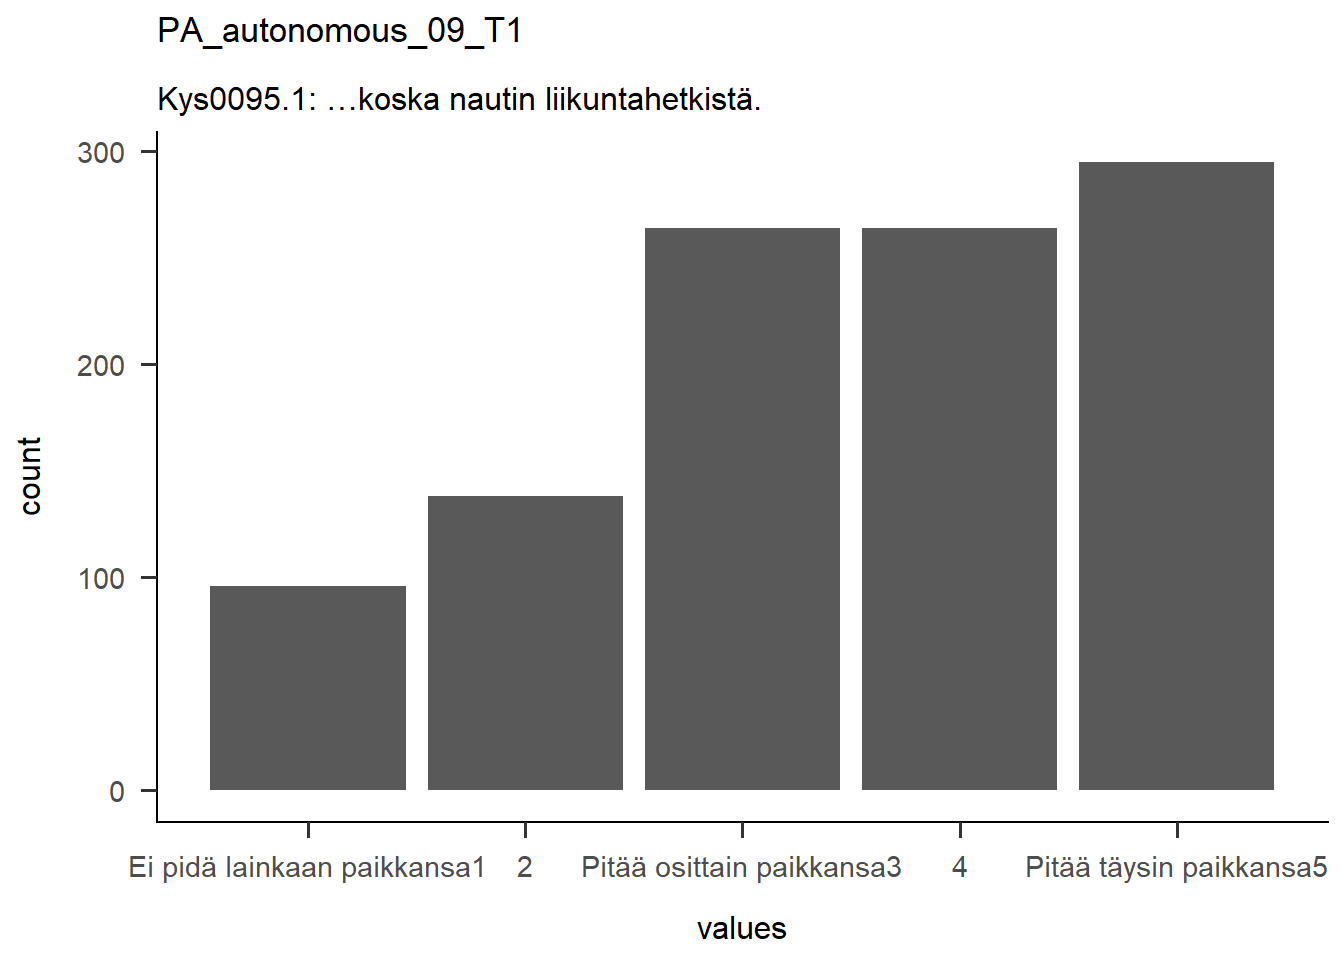 PA_autonomous_09_T1
Kys0095.1: …koska nautin liikuntahetkistä.
300
200
100
0
count
Ei pidä lainkaan paikkansa1 2 Pitää osittain paikkansa3 4 Pitää täysin paikkansa5
values